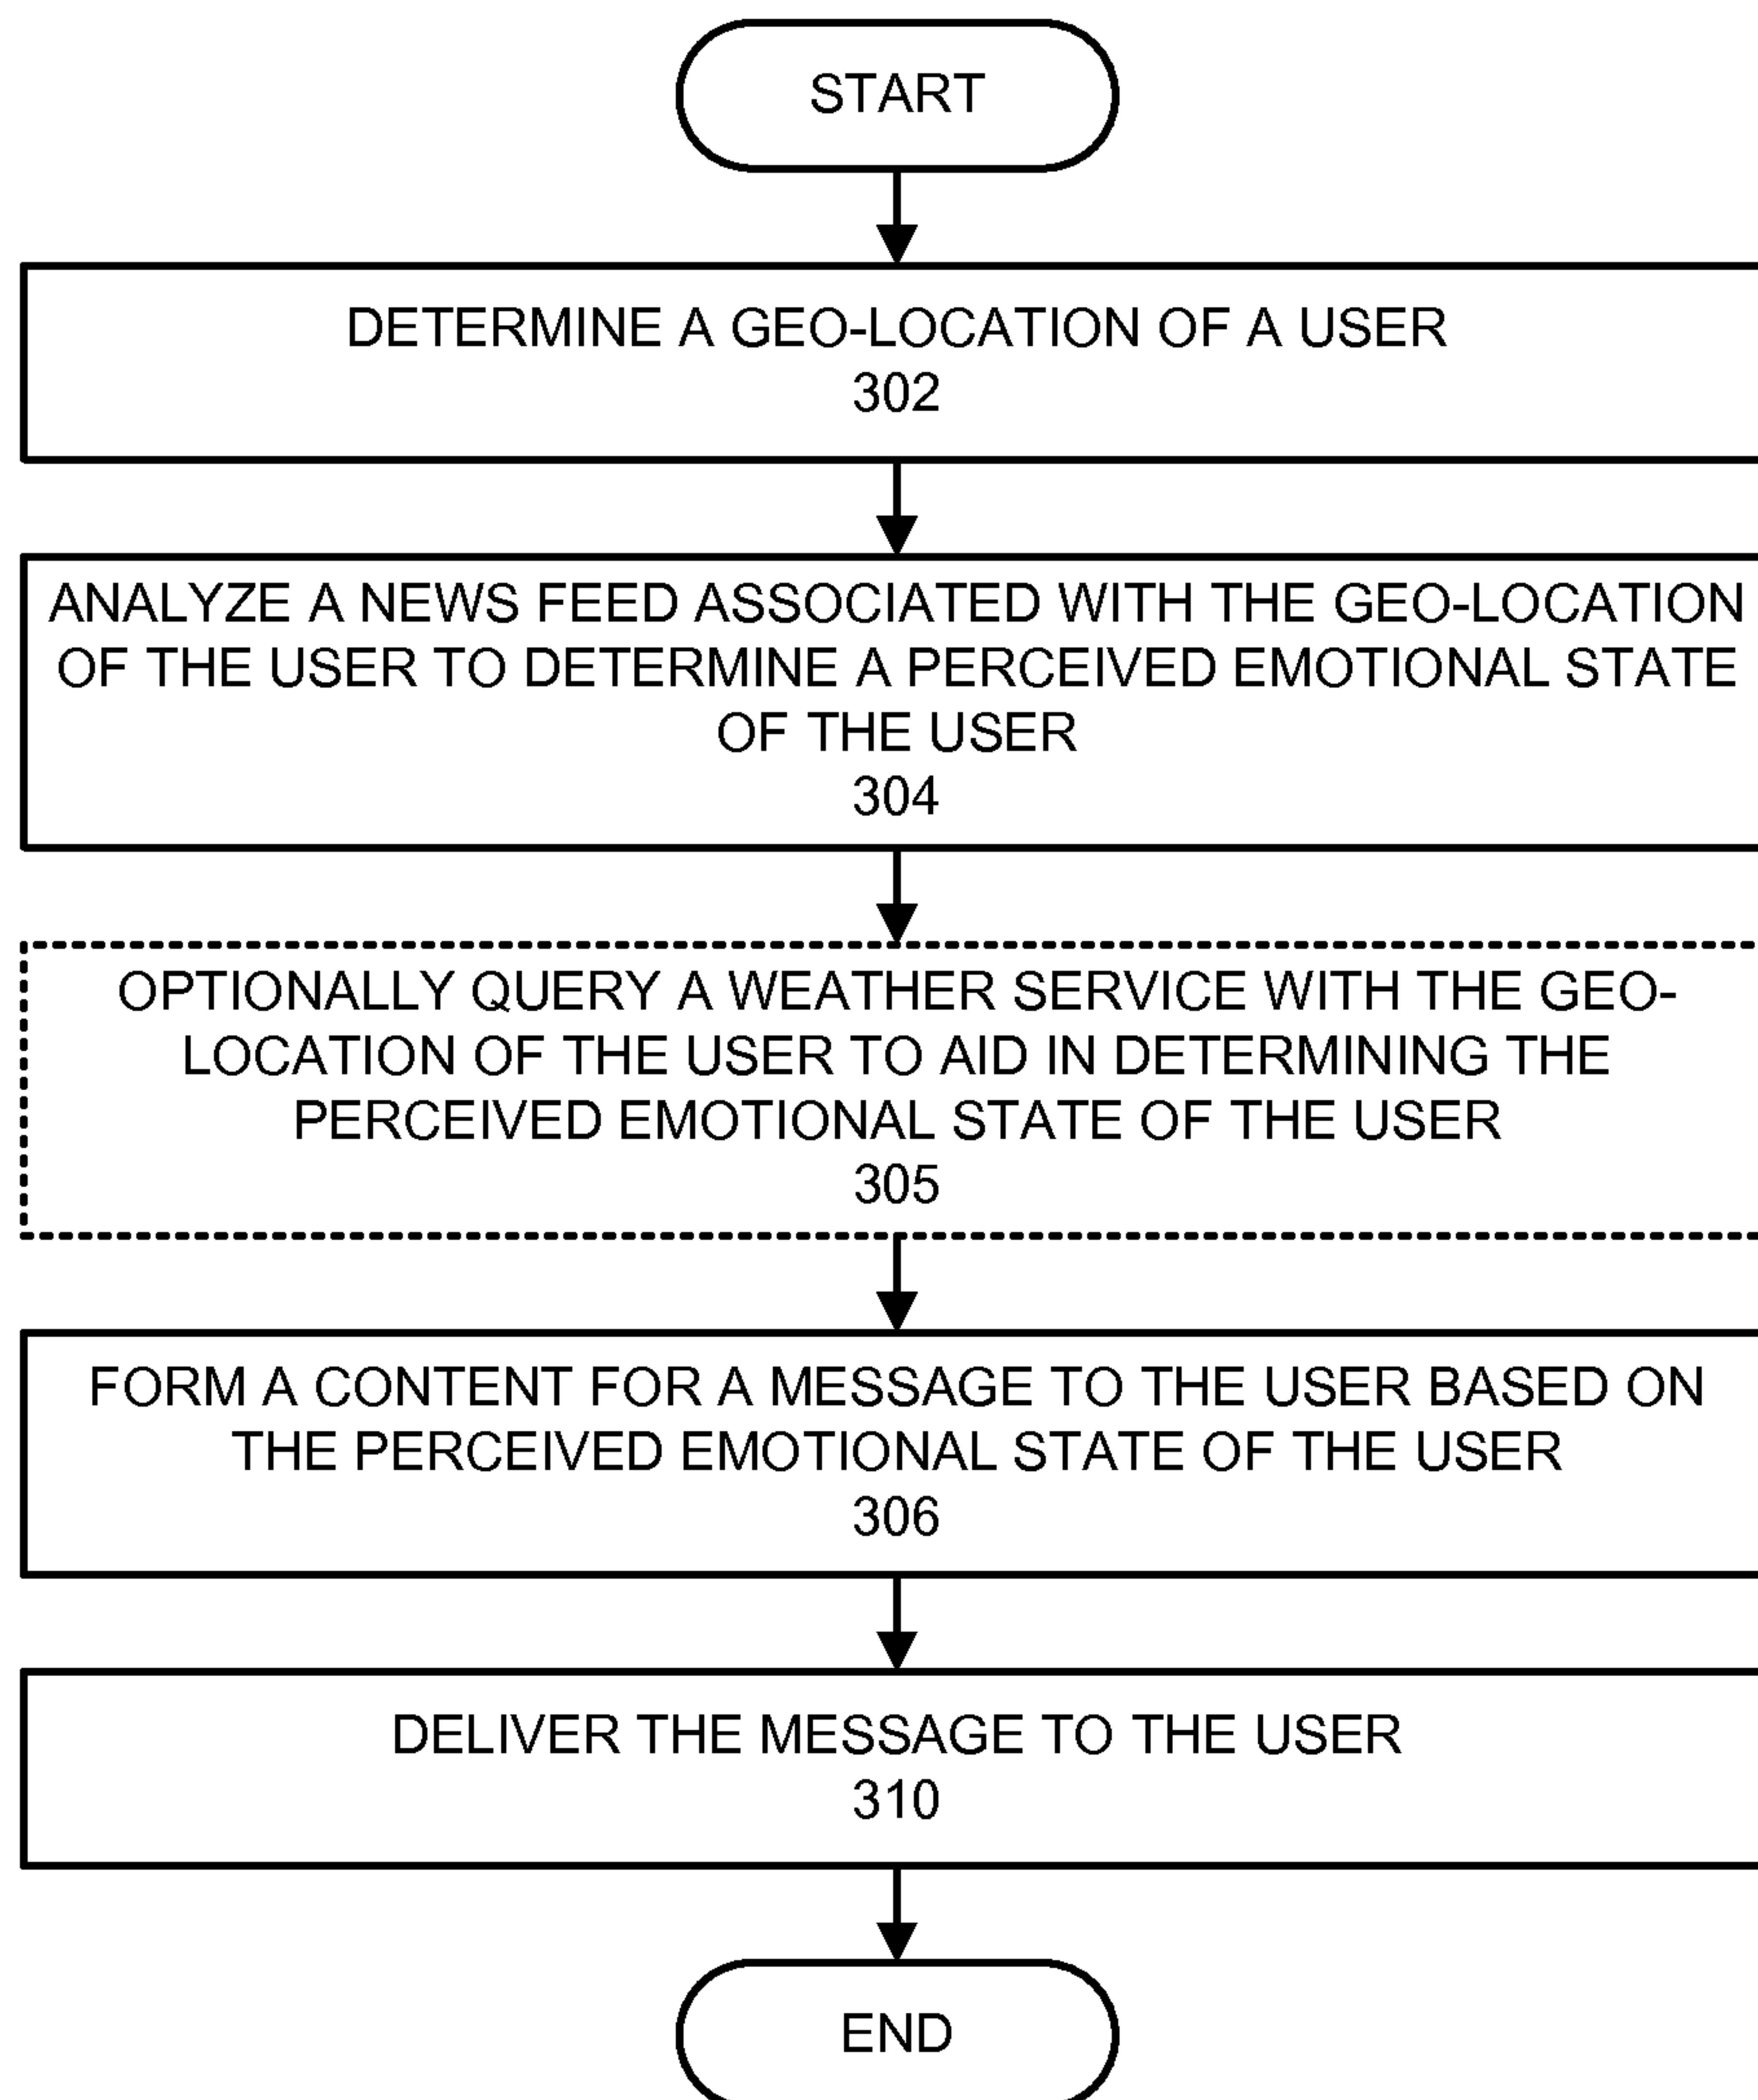 START
DETERMINE A GEO-LOCATION OF A USER
302
ANALYZE A NEWS FEED ASSOCIATED WITH THE GEO-LOCATION
OF THE USER TO DETERMINE A PERCEIVED EMOTIONAL STATE
OF THE USER
304
OPTIONALLY QUERY A WEATHER SERVICE WITH THE GEO-
LOCATION OF THE USER TO AID IN DETERMINING THE
PERCEIVED EMOTIONAL STATE OF THE USER
305
FORM A CONTENT FOR A MESSAGE TO THE USER BASED ON
THE PERCEIVED EMOTIONAL STATE OF THE USER
306
DELIVER THE MESSAGE TO THE USER
310
END